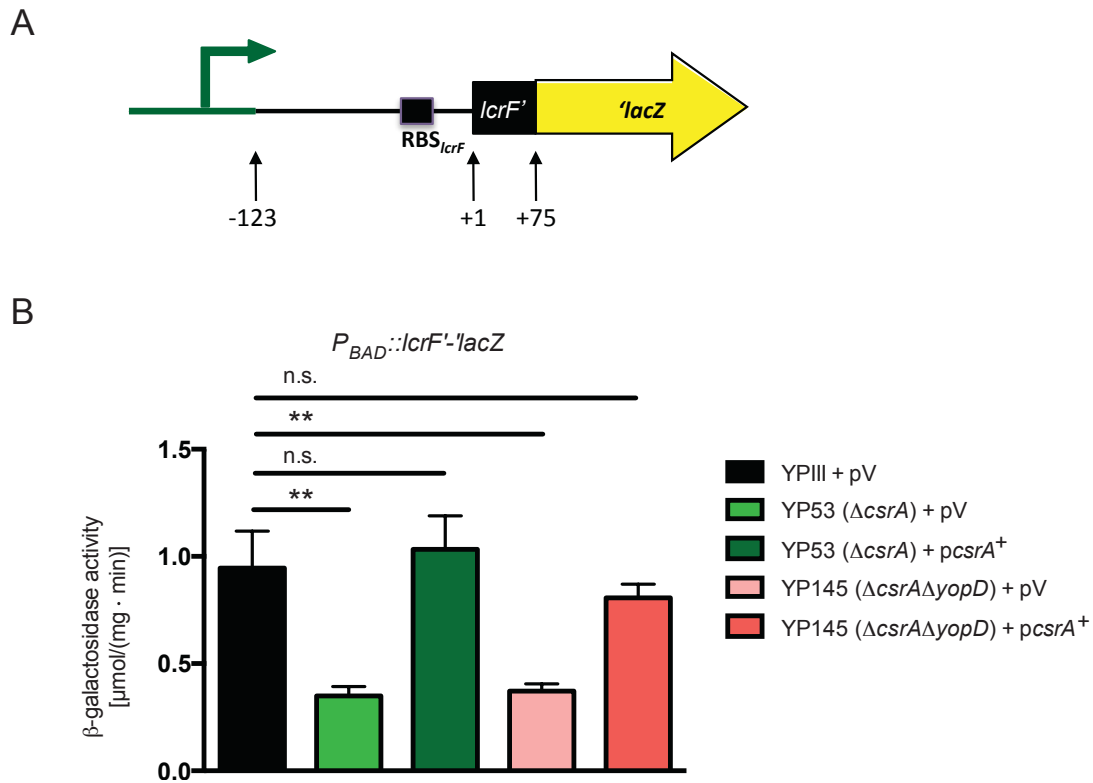 A
lcrF’
‘lacZ
RBSlcrF
-123
+1
+75
B
PBAD::lcrF'-'lacZ
n.s.
**
n.s.
**
β-galactosidase activity
[µmol/(mg · min)]
1.5
1.0
0.5
0.0
YPIII + pV
YP53 (ΔcsrA) + pV
YP53 (ΔcsrA) + pcsrA+
YP145 (ΔcsrAΔyopD) + pV
YP145 (ΔcsrAΔyopD) + pcsrA+